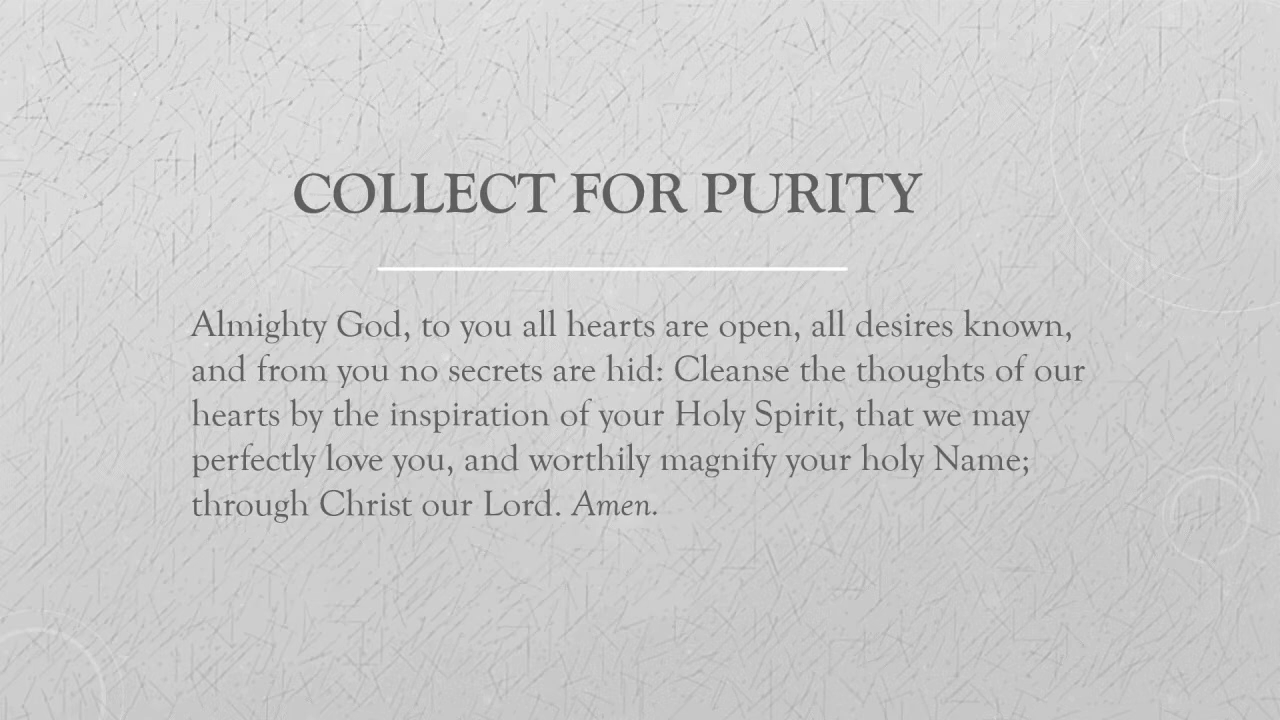 COLLECT FOR PURITY
Almighty God, to you all hearts are open, all desires known,
and from you no secrets are hid: Cleanse the thoughts of our
hearts by the inspiration of your Holy Spirit, that we may
perfectly love you, and worthily magnify your holy Name;
through Christ our Lord. Amen.